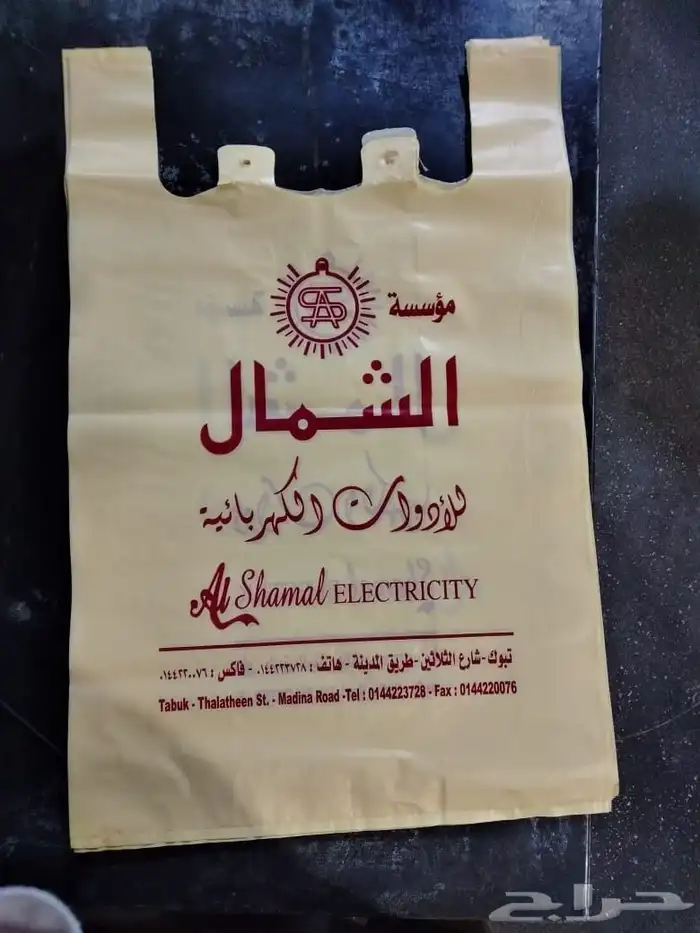 مؤسسة
SA
الشمال
للأدوات الكهربائية
Al Shamal ELECTRICITY
تبوك - شارع الثلاثين - طريق المدينة - هاتف : ٠١٤٤٢٢٣٧٢٨ - فاكس : ٠١٤٤٢٢٠٠٧٦
Tabuk - Thalatheen St. - Madina Road -Tel : 0144223728 - Fax : 0144220076
حراج